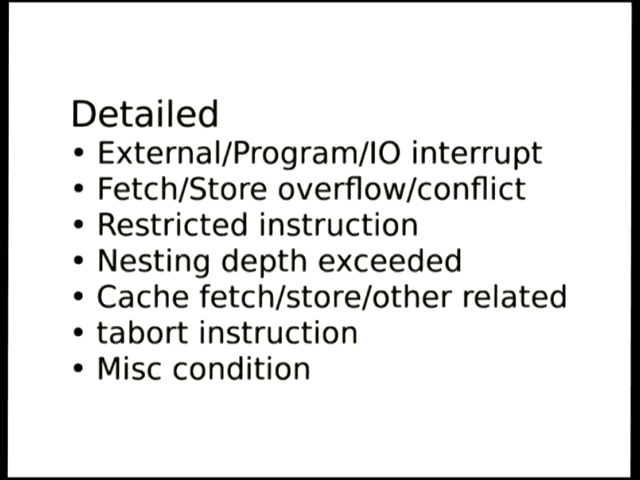 Detailed
• External/Program/IO interrupt
• Fetch/Store overflow/conflict
• Restricted instruction
• Nesting depth exceeded
• Cache fetch/store/other related
• tabort instruction
• Misc condition